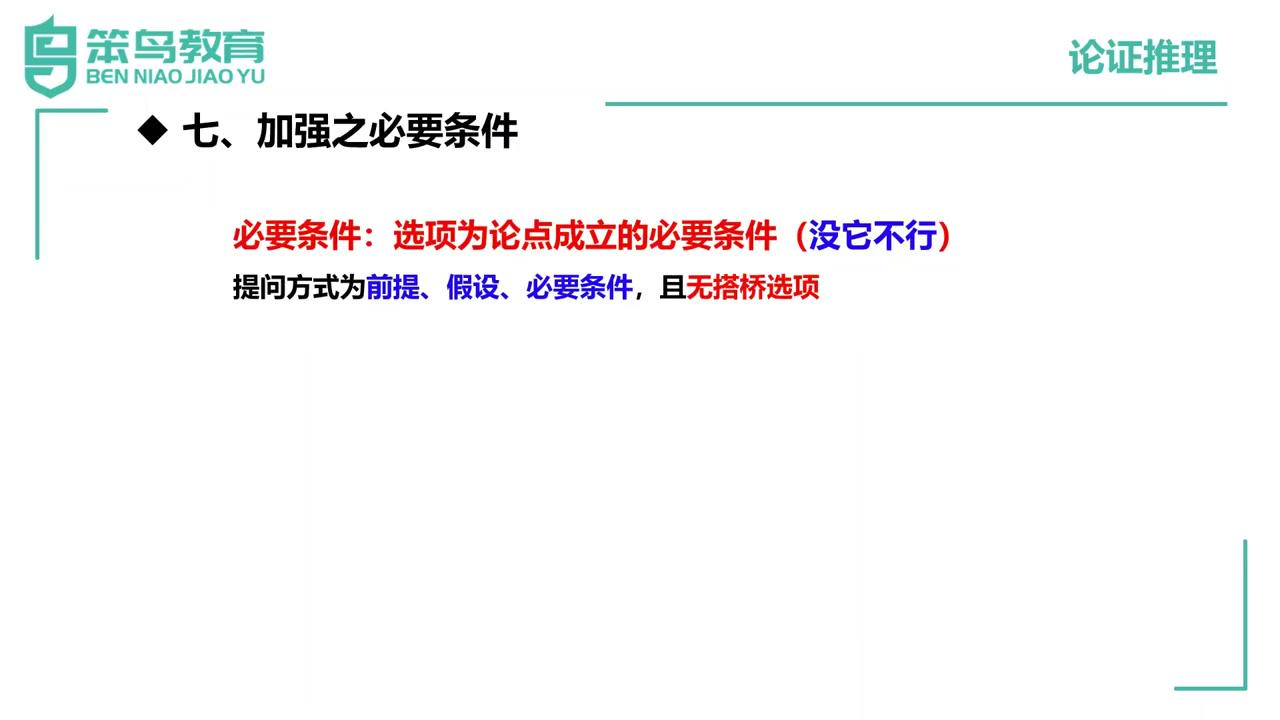 笨鸟教育
BEN NIAO JIAO YU
论证推理
◆ 七、加强之必要条件
必要条件：选项为论点成立的必要条件（没它不行）
提问方式为前提、假设、必要条件，且无搭桥选项